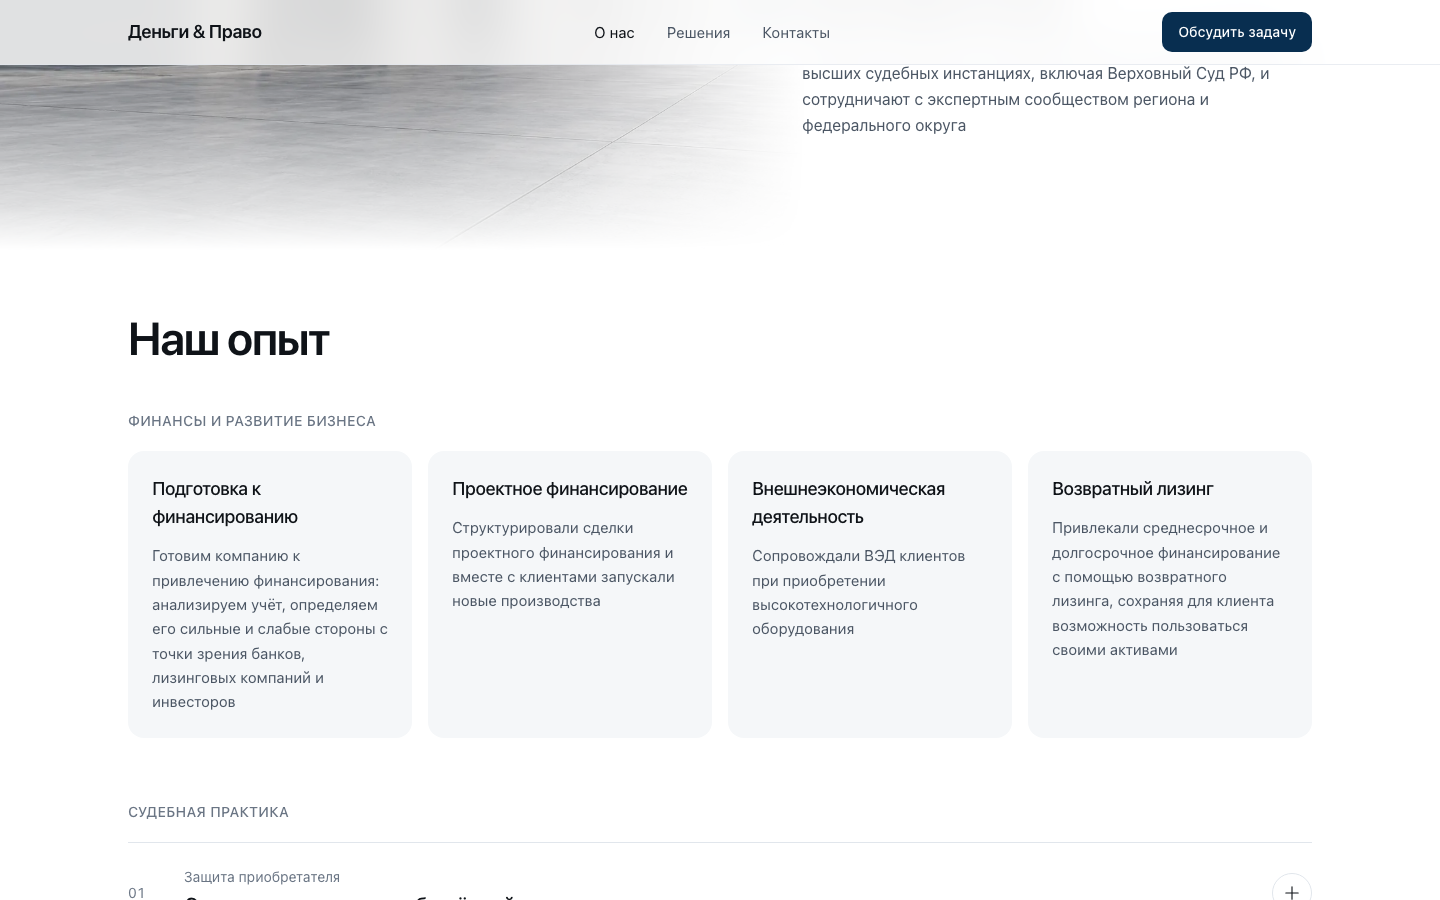 Деньги & Право
О нас
Решения
Контакты
Обсудить задачу
высших судебных инстанциях, включая Верховный Суд РФ, и
сотрудничают с экспертным сообществом региона и
федерального округа
Наш опыт
ФИНАНСЫ И РАЗВИТИЕ БИЗНЕСА
Подготовка к
финансированию
Готовим компанию к
привлечению финансирования:
анализируем учёт, определяем
его сильные и слабые стороны с
точки зрения банков,
лизинговых компаний и
инвесторов
Проектное финансирование
Структурировали сделки
проектного финансирования и
вместе с клиентами запускали
новые производства
Внешнеэкономическая
деятельность
Сопровождали ВЭД клиентов
при приобретении
высокотехнологичного
оборудования
Возвратный лизинг
Привлекали среднесрочное и
долгосрочное финансирование
с помощью возвратного
лизинга, сохраняя для клиента
возможность пользоваться
своими активами
СУДЕБНАЯ ПРАКТИКА
01
Защита приобретателя